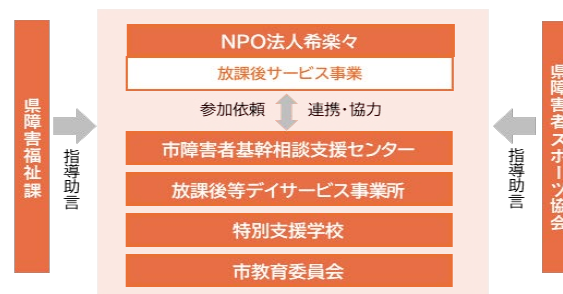 県障害福祉課
指導助言
NPO法人希楽々
放課後サービス事業
参加依頼 連携・協力
市障害者基幹相談支援センター
放課後等デイサービス事業所
特別支援学校
市教育委員会
指導助言
県障害者スポーツ協会